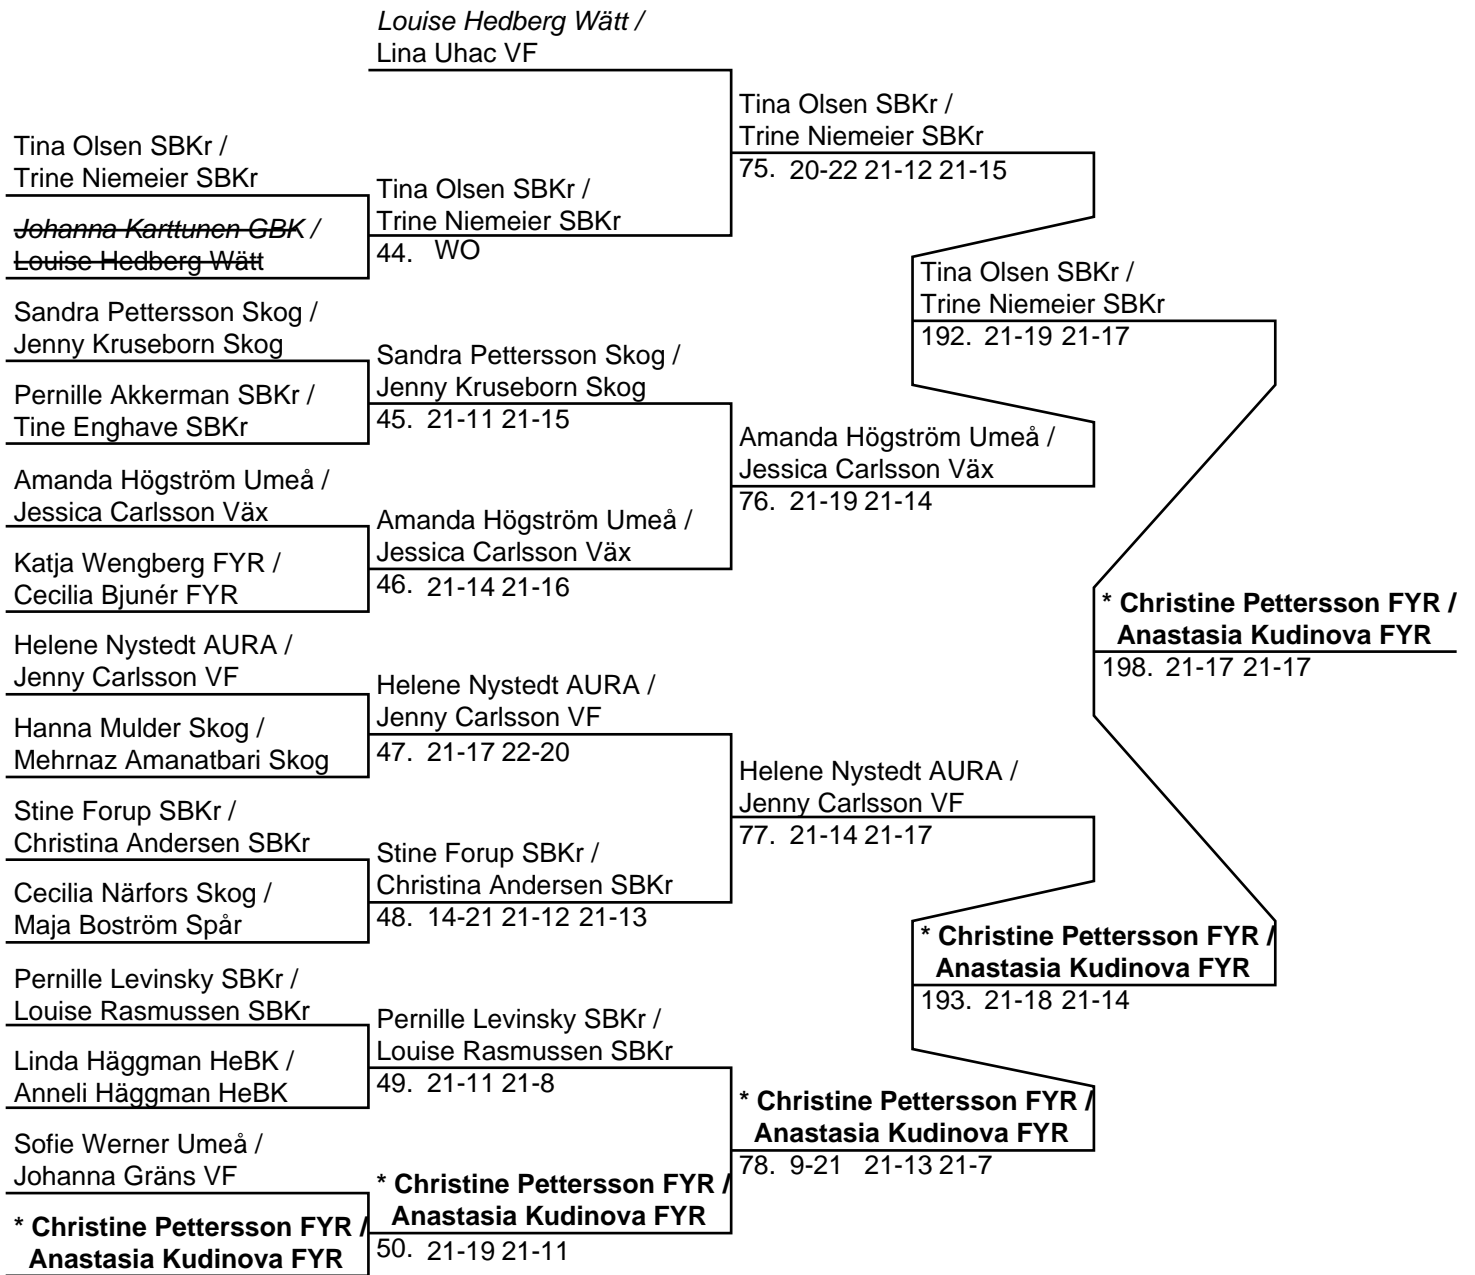 Louise Hedberg Wätt /
Lina Uhac VF
Tina Olsen SBKr /
Trine Niemeier SBKr
Johanna Karttunen GBK /
Louise Hedberg Wätt
Sandra Pettersson Skog /
Jenny Kruseborn Skog
Pernille Akkerman SBKr /
Tine Enghave SBKr
Amanda Högström Umeå /
Jessica Carlsson Väx
Katja Wengberg FYR /
Cecilia Bjunér FYR
Helene Nystedt AURA /
Jenny Carlsson VF
Hanna Mulder Skog /
Mehrnaz Amanatbari Skog
Stine Forup SBKr /
Christina Andersen SBKr
Cecilia Närfors Skog /
Maja Boström Spår
Pernille Levinsky SBKr /
Louise Rasmussen SBKr
Linda Häggman HeBK /
Anneli Häggman HeBK
Sofie Werner Umeå /
Johanna Gräns VF
* Christine Pettersson FYR /
Anastasia Kudinova FYR
Tina Olsen SBKr /
Trine Niemeier SBKr
44. WO
Sandra Pettersson Skog /
Jenny Kruseborn Skog
45. 21-11 21-15
Amanda Högström Umeå /
Jessica Carlsson Väx
46. 21-14 21-16
Helene Nystedt AURA /
Jenny Carlsson VF
47. 21-17 22-20
Stine Forup SBKr /
Christina Andersen SBKr
48. 14-21 21-12 21-13
Pernille Levinsky SBKr /
Louise Rasmussen SBKr
49. 21-11 21-8
* Christine Pettersson FYR /
Anastasia Kudinova FYR
50. 21-19 21-11
Tina Olsen SBKr /
Trine Niemeier SBKr
75. 20-22 21-12 21-15
Amanda Högström Umeå /
Jessica Carlsson Väx
76. 21-19 21-14
Helene Nystedt AURA /
Jenny Carlsson VF
77. 21-14 21-17
* Christine Pettersson FYR /
Anastasia Kudinova FYR
78. 9-21 21-13 21-7
Tina Olsen SBKr /
Trine Niemeier SBKr
192. 21-19 21-17
* Christine Pettersson FYR /
Anastasia Kudinova FYR
193. 21-18 21-14
* Christine Pettersson FYR /
Anastasia Kudinova FYR
198. 21-17 21-17